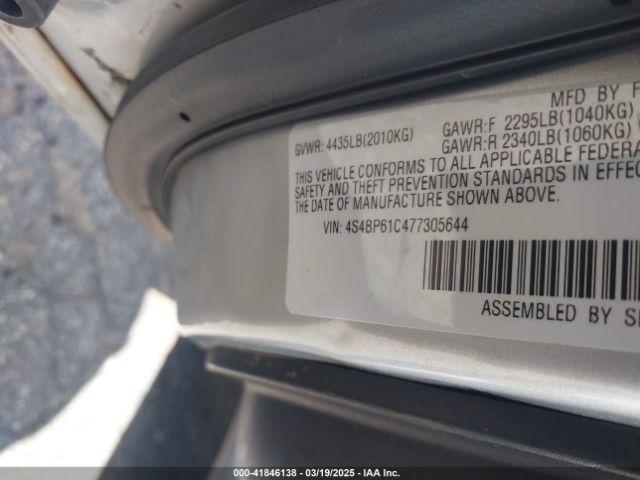 MFD BY F
GVWR: 4435LB(2010KG) GAWR:F 2295LB(1040KG)
GAWR:R 2340LB(1060KG)
THIS VEHICLE CONFORMS TO ALL APPLICABLE FEDERA
SAFETY AND THEFT PREVENTION STANDARDS IN EFFEC
THE DATE OF MANUFACTURE SHOWN ABOVE.
VIN: 4S4BP61C477305644
ASSEMBLED BY
000-41846138 - 03/19/2025 - IAA Inc.